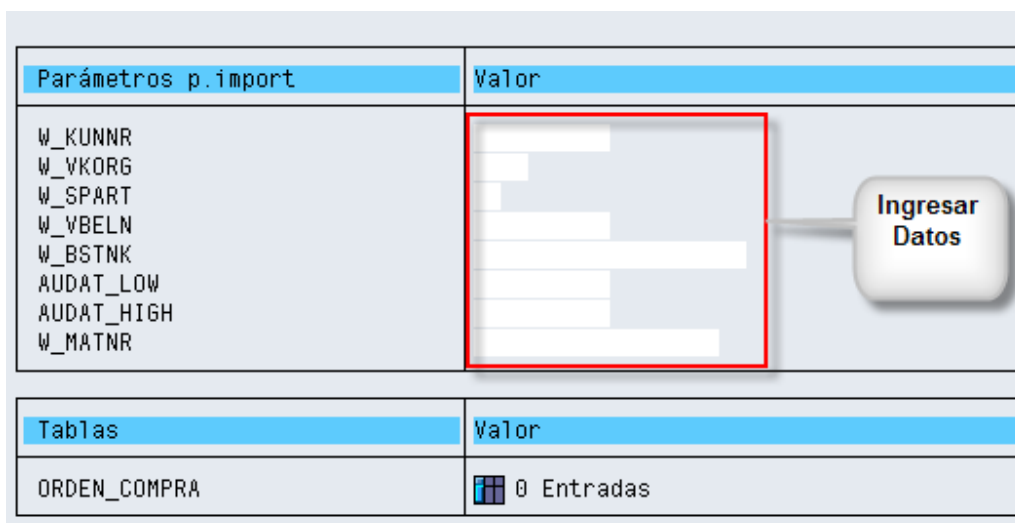 Parámetros p.import Valor
W_KUNNR
W_VKORG
W_SPART
W_VBELN
W_BSTNK
AUDAT_LOW
AUDAT_HIGH
W_MATNR
Ingresar
Datos
Tablas Valor
ORDEN_COMPRA 0 Entradas